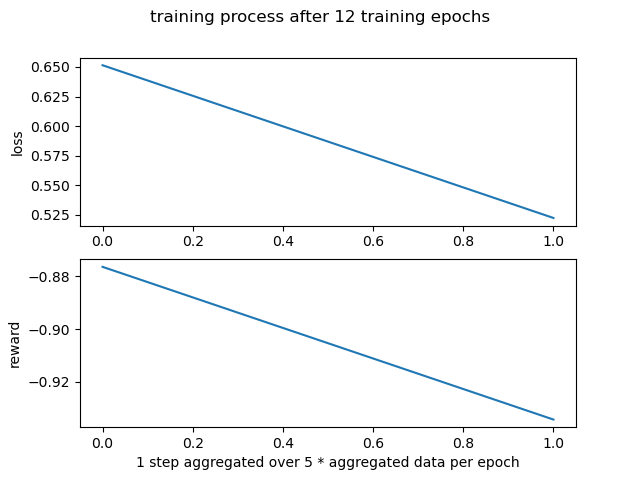 training process after 12 training epochs
0.650
0.625
0.600
0.575
0.550
0.525
loss
0.0 0.2 0.4 0.6 0.8 1.0
−0.88
−0.90
−0.92
reward
0.0 0.2 0.4 0.6 0.8 1.0
1 step aggregated over 5 * aggregated data per epoch